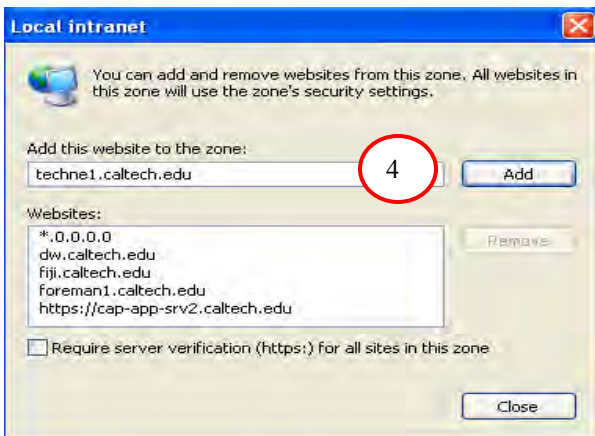 Local intranet
You can add and remove websites from this zone. All websites in
this zone will use the zone's security settings.
Add this website to the zone:
techne1.caltech.edu
4
Add
Websites:
*.0.0.0.0
dw.caltech.edu
fiji.caltech.edu
foreman1.caltech.edu
https://cap-app-srv2.caltech.edu
Remove
Require server verification (https:) for all sites in this zone
Close